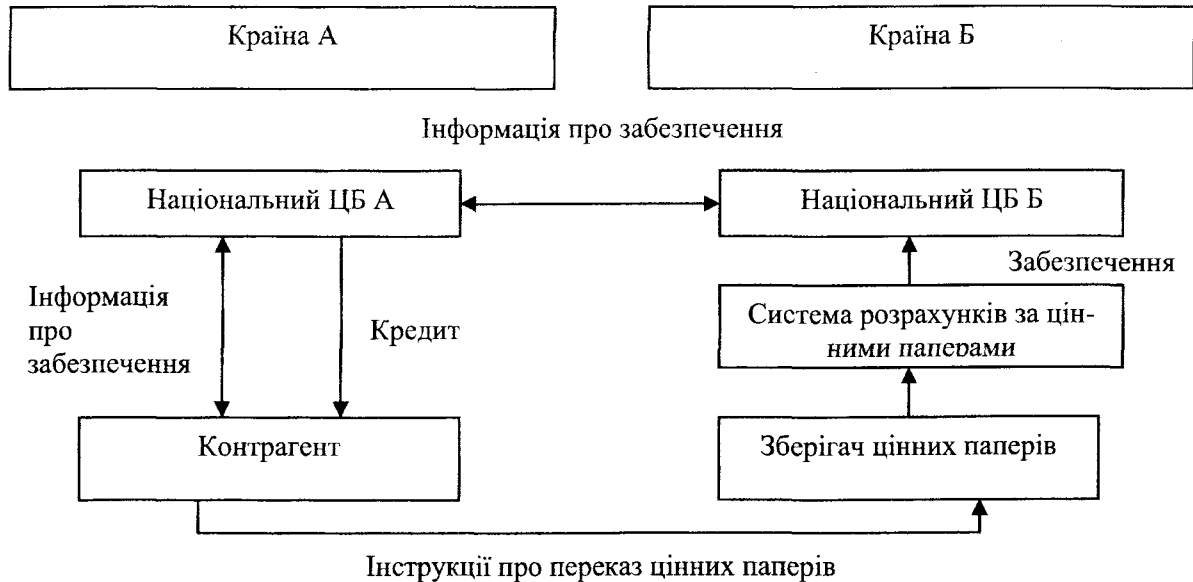 Країна А
Країна Б
Інформація про забезпечення
Національний ЦБ А
Національний ЦБ Б
Забезпечення
Інформація
про
забезпечення
Кредит
Система розрахунків за цін-
ними паперами
Контрагент
Зберігач цінних паперів
Інструкції про переказ цінних паперів